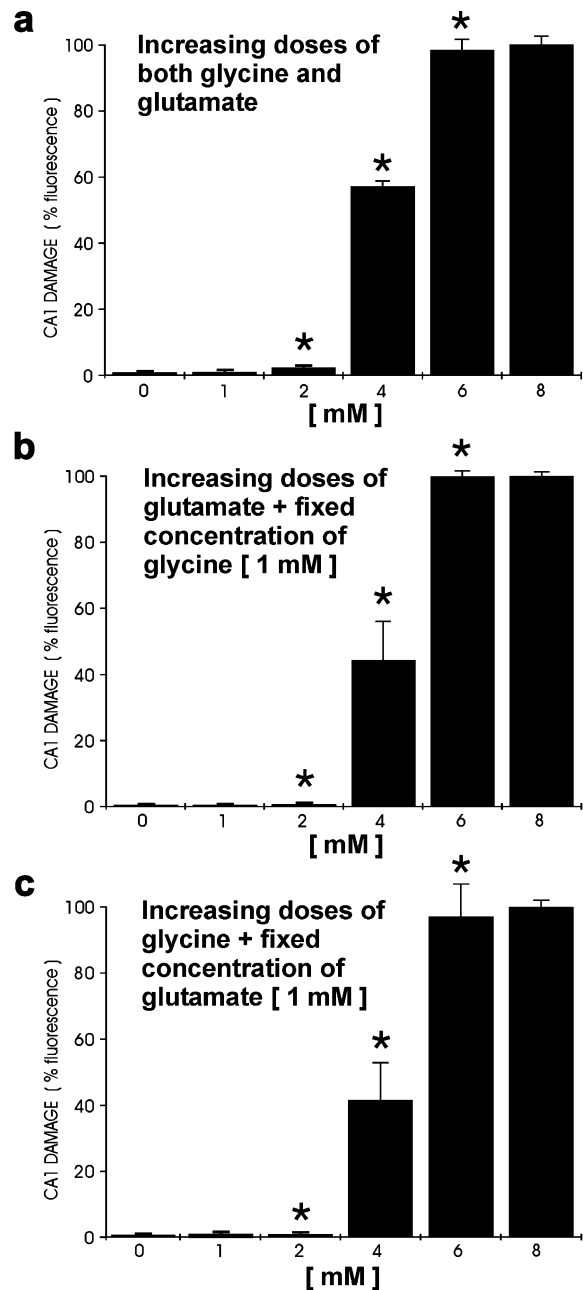 a
Increasing doses of
both glycine and
glutamate
CA1 DAMAGE ( % fluorescence )
100
80
60
40
20
0
*
*
*
0 1 2 4 6 8
[ mM ]
b
Increasing doses of
glutamate + fixed
concentration of
glycine [ 1 mM ]
CA1 DAMAGE ( % fluorescence)
100
80
60
40
20
0
*
*
*
0 1 2 4 6 8
[ mM ]
c
Increasing doses of
glycine + fixed
concentration of
glutamate [ 1 mM ]
CA1 DAMAGE ( % fluorescence)
100
80
60
40
20
0
*
*
*
0 1 2 4 6 8
[ mM ]